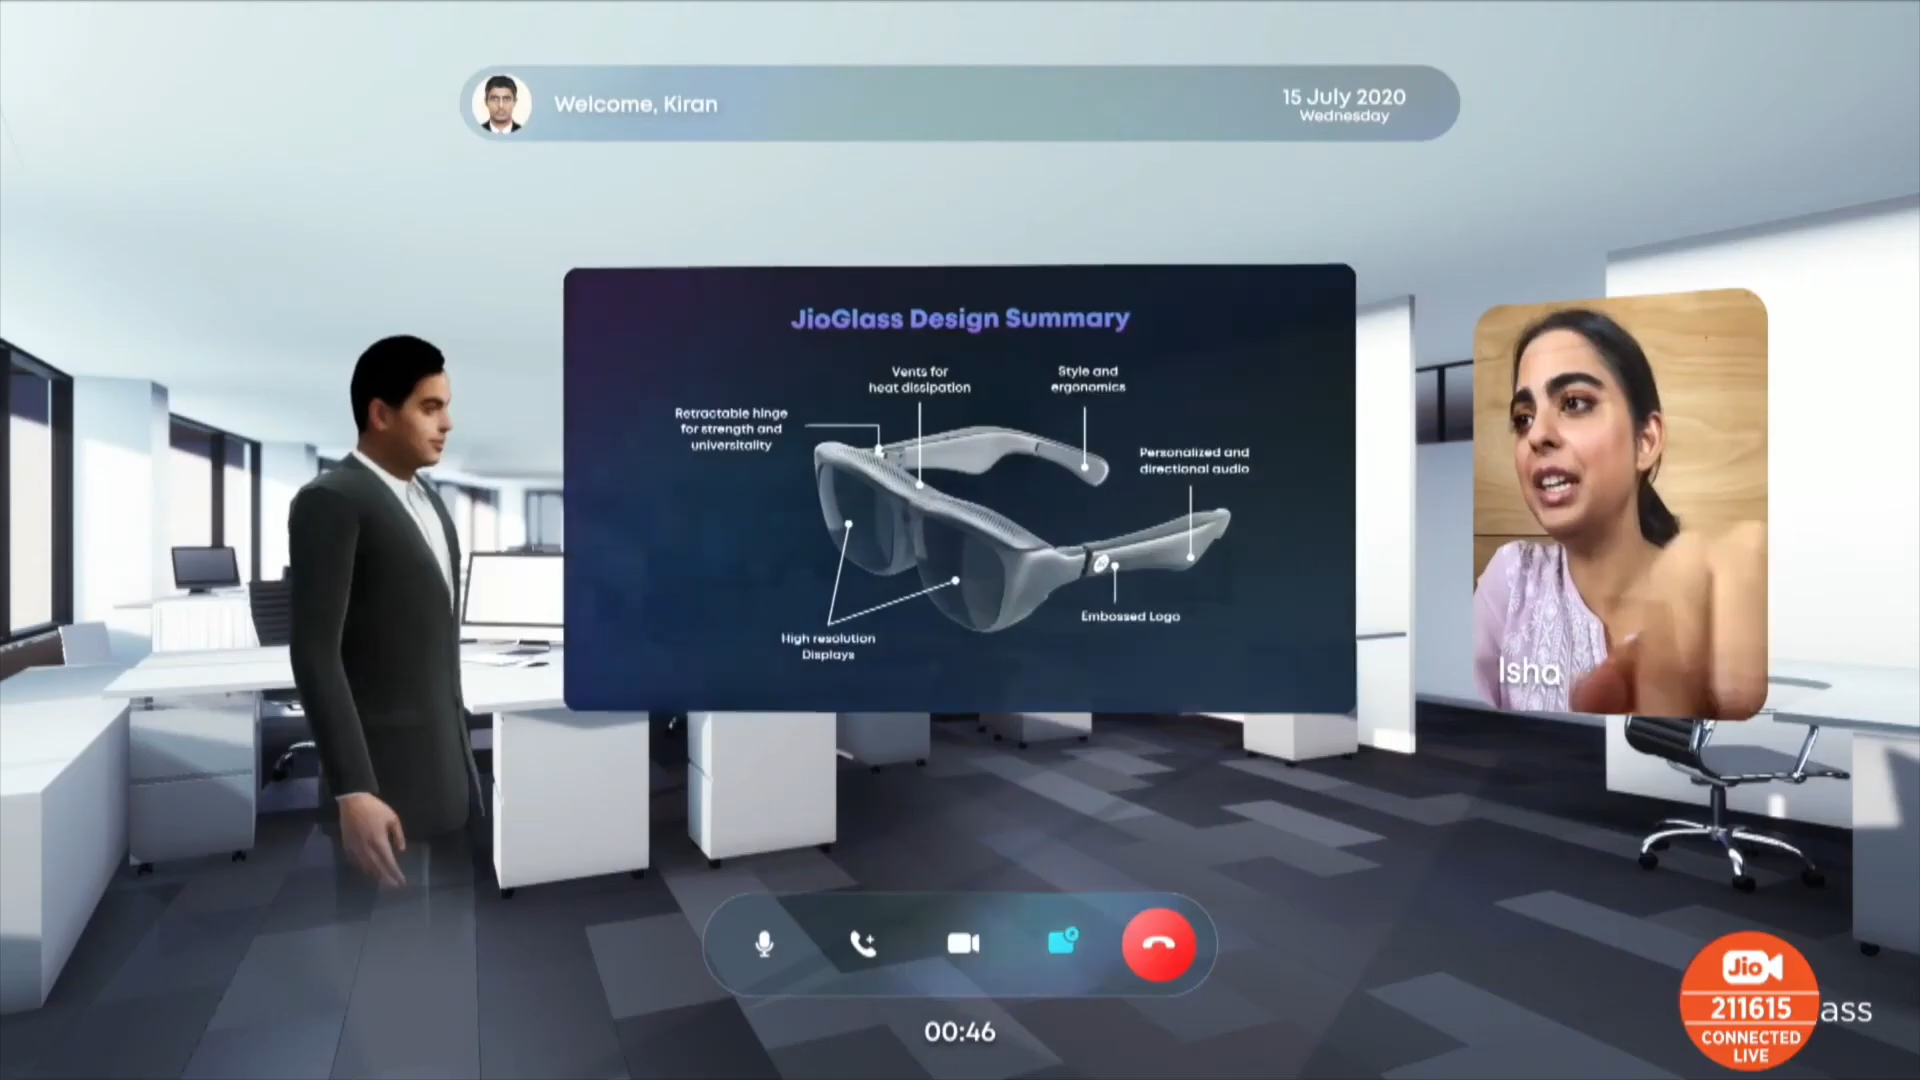 Welcome, Kiran
15 July 2020
Wednesday
JioGlass Design Summary
Vents for
heat dissipation
Style and
ergonomics
Retractable hinge
for strength and
universitality
Personalized and
directional audio
Embossed Logo
High resolution
Displays
Isha
00:46
Jio
211615
CONNECTED
LIVE
ass